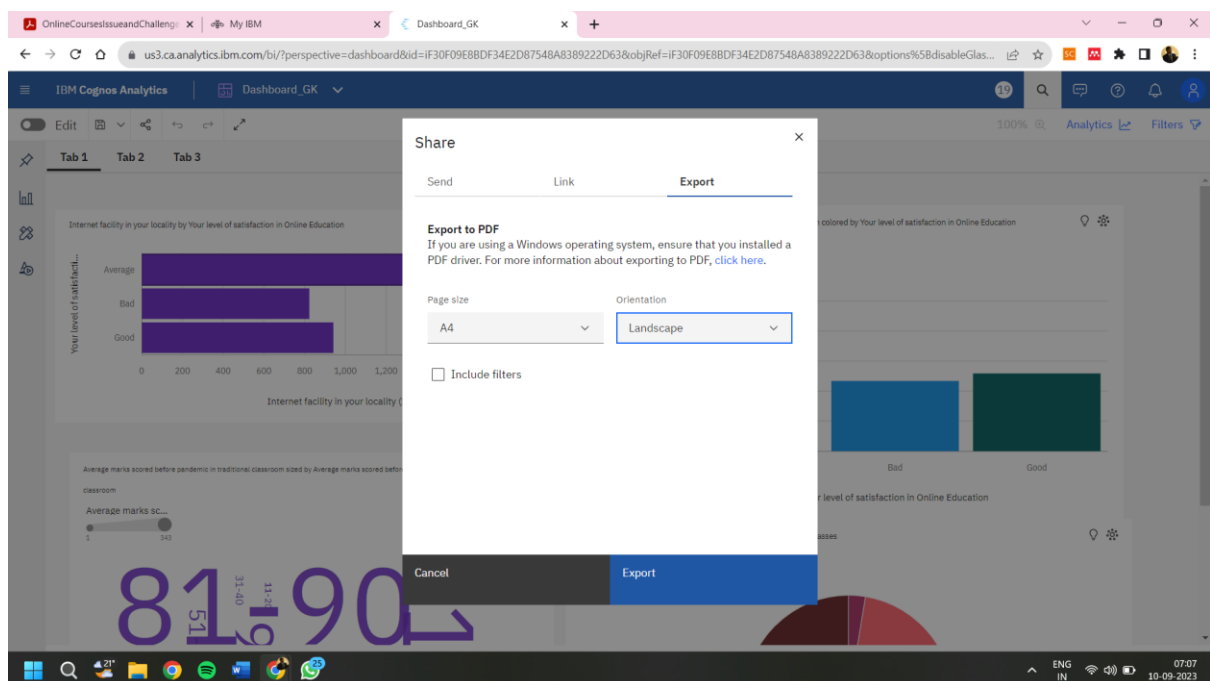 OnlineCoursesIssueandChalleng
My IBM
Dashboard_GK
us3.ca.analytics.ibm.com/bi/?perspective=dashboard&id=iF30F09E8BDF34E2D87548A8389222D63&objRef=iF30F09E8BDF34E2D87548A8389222D63&options%5BdisableGlas...
IBM Cognos Analytics
Dashboard_GK
19
Edit
100%
Analytics
Filters
Tab 1 Tab 2 Tab 3
Share
Send Link Export
Export to PDF
If you are using a Windows operating system, ensure that you installed a
PDF driver. For more information about exporting to PDF, click here.
Page size Orientation
A4 Landscape
Include filters
Cancel Export
Internet facility in your locality by Your level of satisfaction in Online Education
Your level of satisfacti...
Average
Bad
Good
0 200 400 600 800 1,000 1,200
Internet facility in your locality (
colored by Your level of satisfaction in Online Education
Bad Good
level of satisfaction in Online Education
Average marks scored before pandemic in traditional classroom sized by Average marks scored befor
classroom
Average marks sc...
1 343
81-90
31-40
11-20
51
asses
SC
25
21°
ENG
IN
07:07
10-09-2023